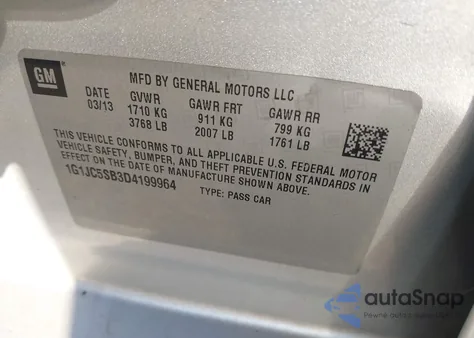 GM
MFD BY GENERAL MOTORS LLC
DATE GVWR GAWR FRT GAWR RR
03/13 1710 KG 911 KG 799 KG
3768 LB 2007 LB 1761 LB
THIS VEHICLE CONFORMS TO ALL APPLICABLE U.S. FEDERAL MOTOR
VEHICLE SAFETY, BUMPER, AND THEFT PREVENTION STANDARDS IN
EFFECT ON THE DATE OF MANUFACTURE SHOWN ABOVE.
1G1JC5SB3D4199964 TYPE: PASS CAR
autoSnap
Pewne auta